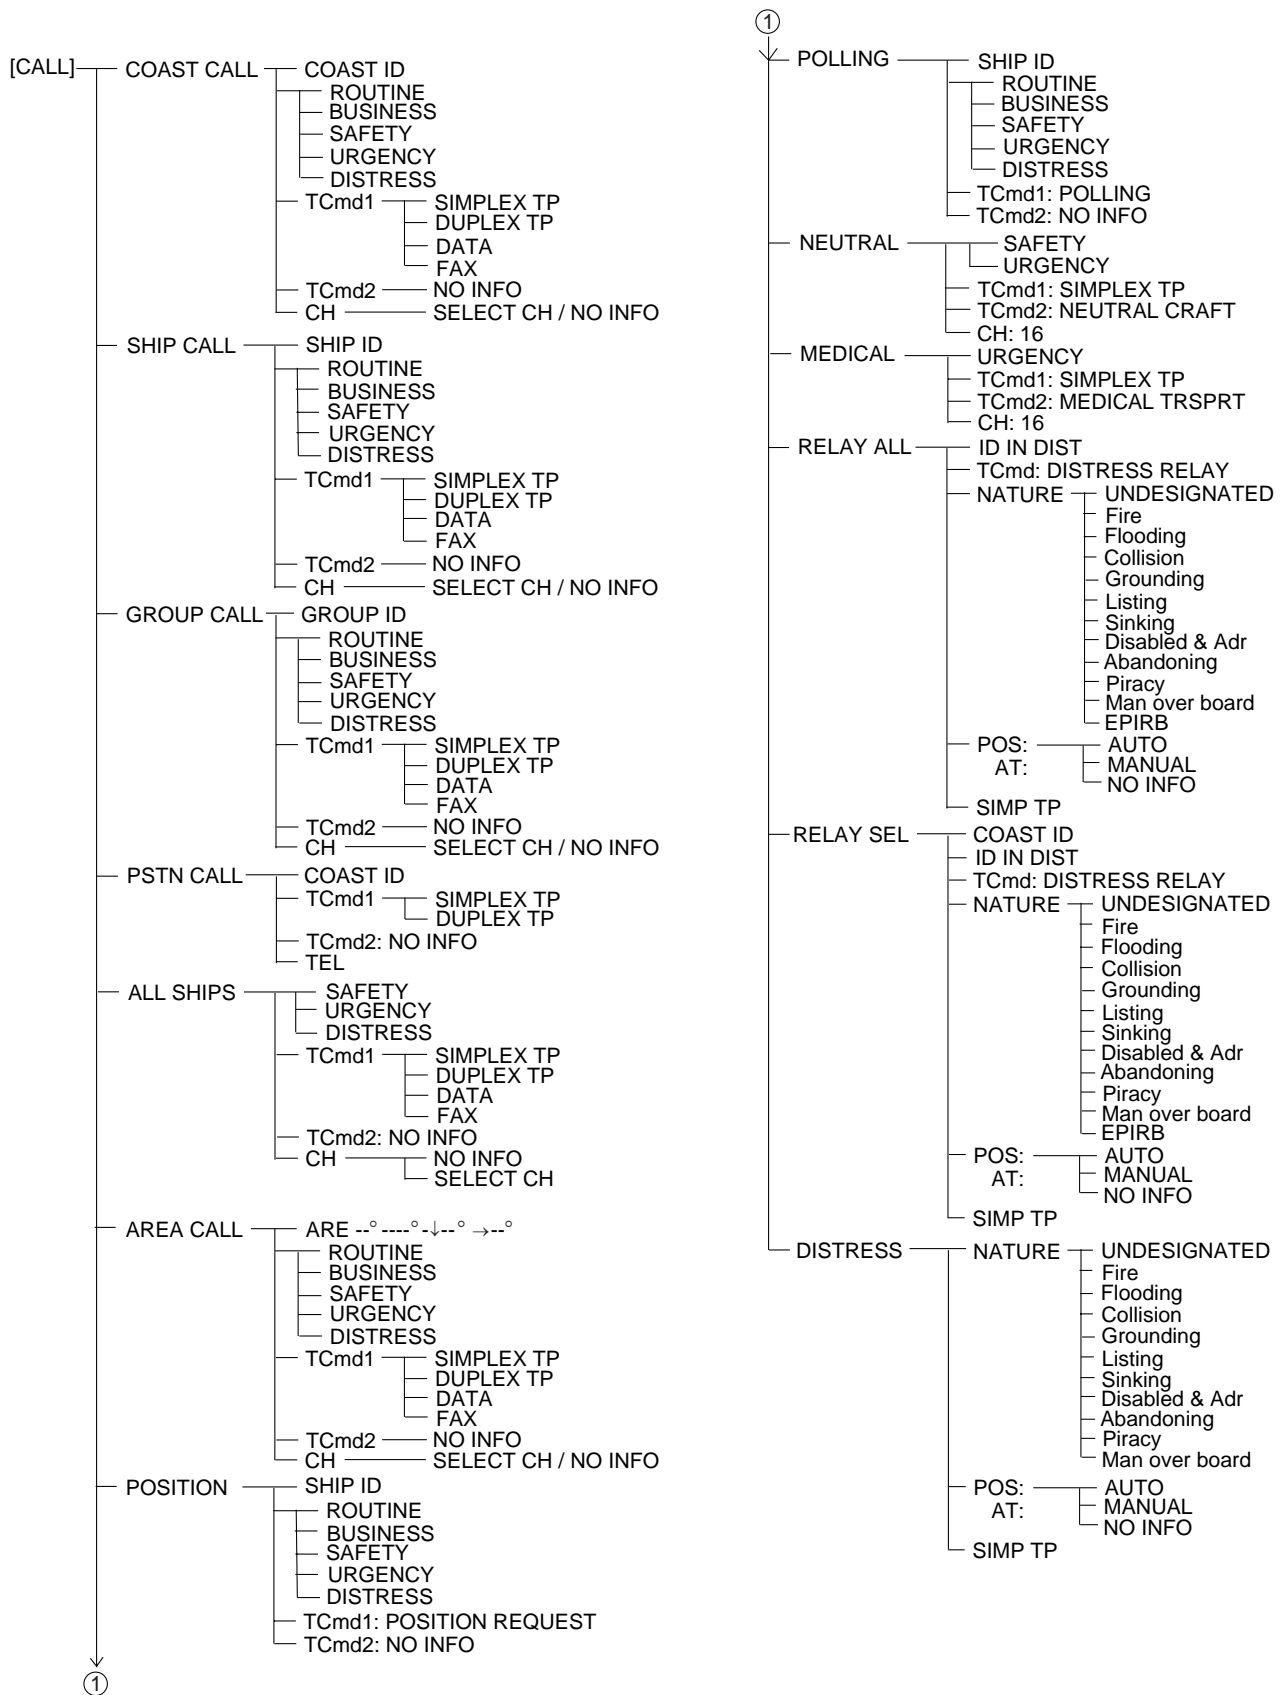 [CALL]
COAST CALL
COAST ID
ROUTINE
BUSINESS
SAFETY
URGENCY
DISTRESS
TCmd1
SIMPLEX TP
DUPLEX TP
DATA
FAX
TCmd2
NO INFO
CH
SELECT CH / NO INFO
SHIP CALL
SHIP ID
ROUTINE
BUSINESS
SAFETY
URGENCY
DISTRESS
TCmd1
SIMPLEX TP
DUPLEX TP
DATA
FAX
TCmd2
NO INFO
CH
SELECT CH / NO INFO
GROUP CALL
GROUP ID
ROUTINE
BUSINESS
SAFETY
URGENCY
DISTRESS
TCmd1
SIMPLEX TP
DUPLEX TP
DATA
FAX
TCmd2
NO INFO
CH
SELECT CH / NO INFO
PSTN CALL
COAST ID
TCmd1
SIMPLEX TP
DUPLEX TP
TCmd2: NO INFO
TEL
ALL SHIPS
SAFETY
URGENCY
DISTRESS
TCmd1
SIMPLEX TP
DUPLEX TP
DATA
FAX
TCmd2: NO INFO
CH
NO INFO
SELECT CH
AREA CALL
ARE --° ----° -↓--° →--°
ROUTINE
BUSINESS
SAFETY
URGENCY
DISTRESS
TCmd1
SIMPLEX TP
DUPLEX TP
DATA
FAX
TCmd2
NO INFO
CH
SELECT CH / NO INFO
POSITION
SHIP ID
ROUTINE
BUSINESS
SAFETY
URGENCY
DISTRESS
TCmd1: POSITION REQUEST
TCmd2: NO INFO
①
①
POLLING
SHIP ID
ROUTINE
BUSINESS
SAFETY
URGENCY
DISTRESS
TCmd1: POLLING
TCmd2: NO INFO
NEUTRAL
SAFETY
URGENCY
TCmd1: SIMPLEX TP
TCmd2: NEUTRAL CRAFT
CH: 16
MEDICAL
URGENCY
TCmd1: SIMPLEX TP
TCmd2: MEDICAL TRSPRT
CH: 16
RELAY ALL
ID IN DIST
TCmd: DISTRESS RELAY
NATURE
UNDESIGNATED
Fire
Flooding
Collision
Grounding
Listing
Sinking
Disabled & Adr
Abandoning
Piracy
Man over board
EPIRB
POS:
AUTO
AT:
MANUAL
NO INFO
SIMP TP
RELAY SEL
COAST ID
ID IN DIST
TCmd: DISTRESS RELAY
NATURE
UNDESIGNATED
Fire
Flooding
Collision
Grounding
Listing
Sinking
Disabled & Adr
Abandoning
Piracy
Man over board
EPIRB
POS:
AUTO
AT:
MANUAL
NO INFO
SIMP TP
DISTRESS
NATURE
UNDESIGNATED
Fire
Flooding
Collision
Grounding
Listing
Sinking
Disabled & Adr
Abandoning
Piracy
Man over board
POS:
AUTO
AT:
MANUAL
NO INFO
SIMP TP